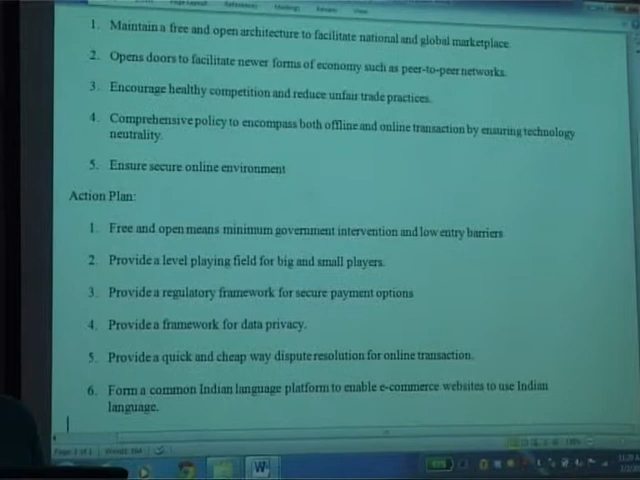 1. Maintain a free and open architecture to facilitate national and global marketplace.
2. Opens doors to facilitate newer forms of economy such as peer-to-peer networks.
3. Encourage healthy competition and reduce unfair trade practices.
4. Comprehensive policy to encompass both offline and online transaction by ensuring technology
neutrality.
5. Ensure secure online environment
Action Plan:
1. Free and open means minimum government intervention and low entry barriers
2. Provide a level playing field for big and small players.
3. Provide a regulatory framework for secure payment options
4. Provide a framework for data privacy.
5. Provide a quick and cheap way dispute resolution for online transaction.
6. Form a common Indian language platform to enable e-commerce websites to use Indian
language.